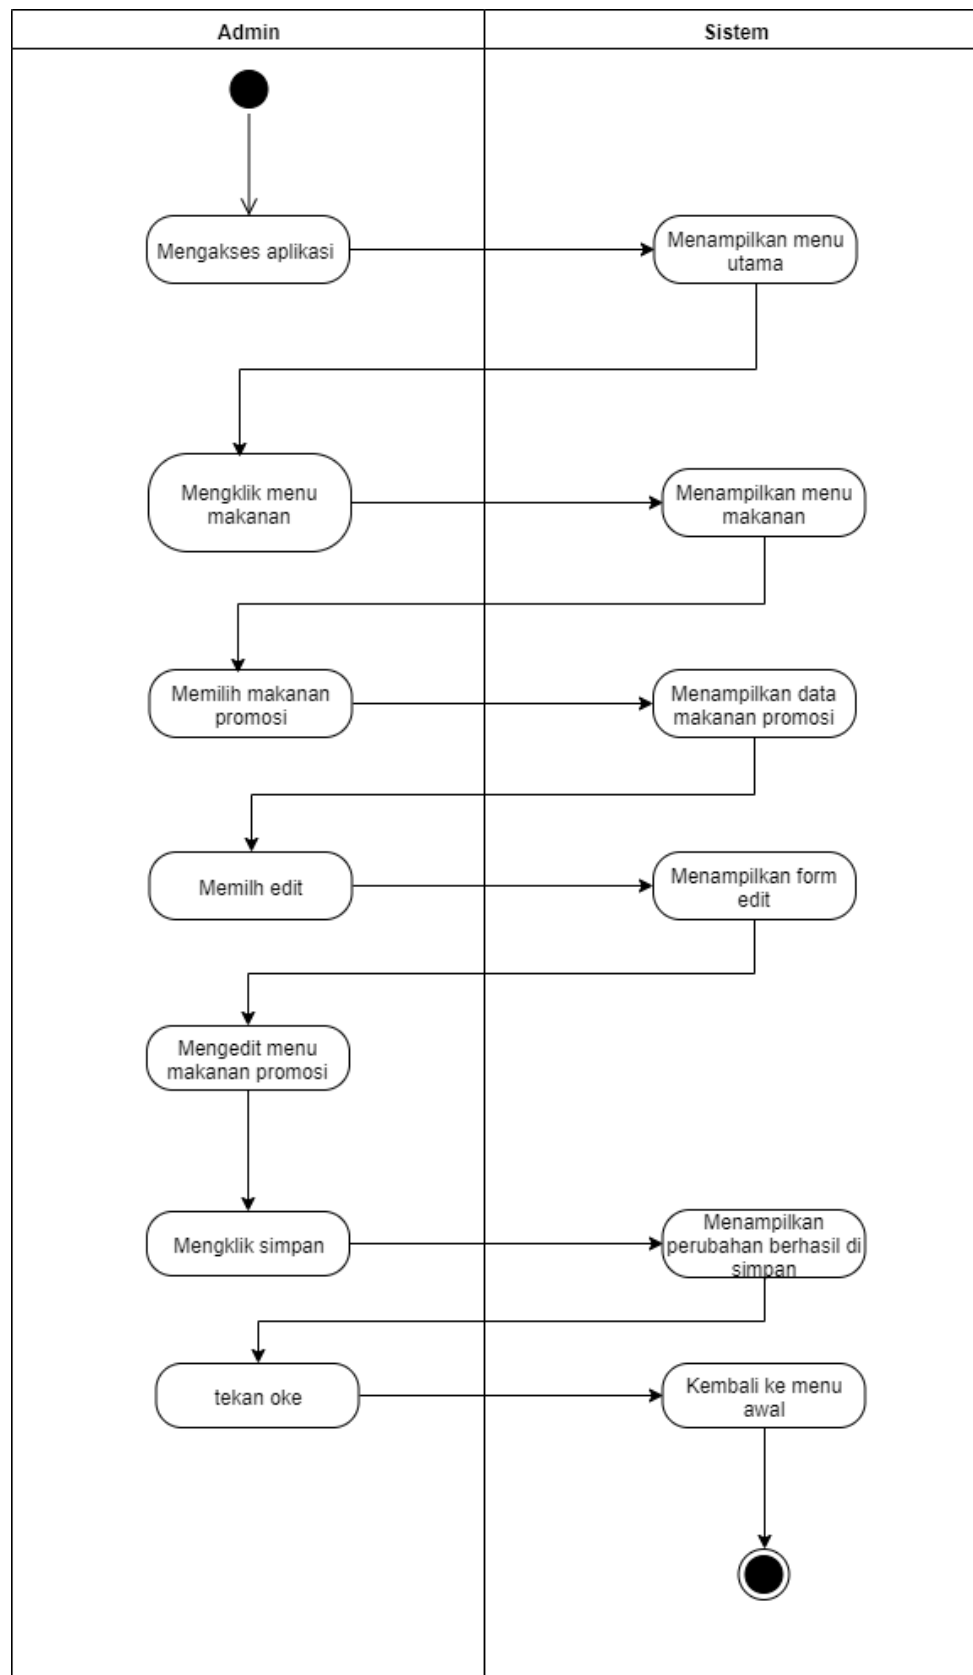 Admin
Sistem
Mengakses aplikasi
Menampilkan menu
utama
Mengklik menu
makanan
Menampilkan menu
makanan
Memilih makanan
promosi
Menampilkan data
makanan promosi
Memilh edit
Menampilkan form
edit
Mengedit menu
makanan promosi
Mengklik simpan
Menampilkan
perubahan berhasil di
simpan
tekan oke
Kembali ke menu
awal